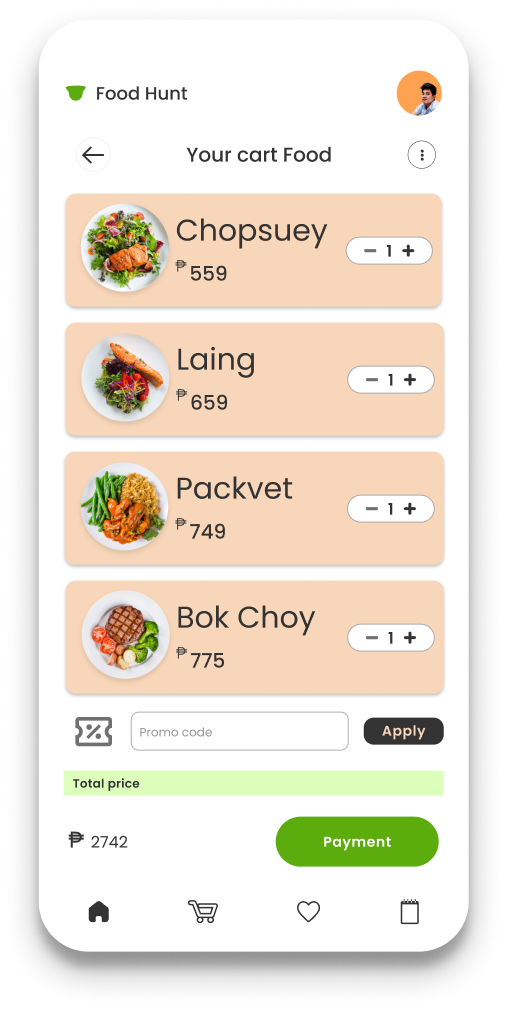 Food Hunt
Your cart Food
Chopsuey
₱ 559
1
Laing
₱ 659
1
Packvet
₱ 749
1
Bok Choy
₱ 775
1
Promo code
Apply
Total price
₱ 2742
Payment